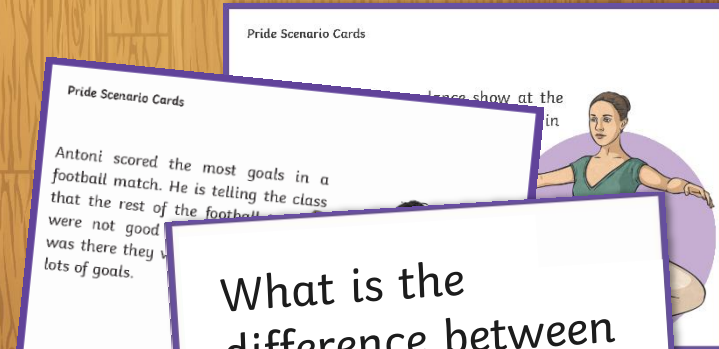 Pride Scenario Cards
dance show at the
in
Pride Scenario Cards
Antoni scored the most goals in a
football match. He is telling the class
that the rest of the football
were not good
was there they
lots of goals.
What is the
difference between